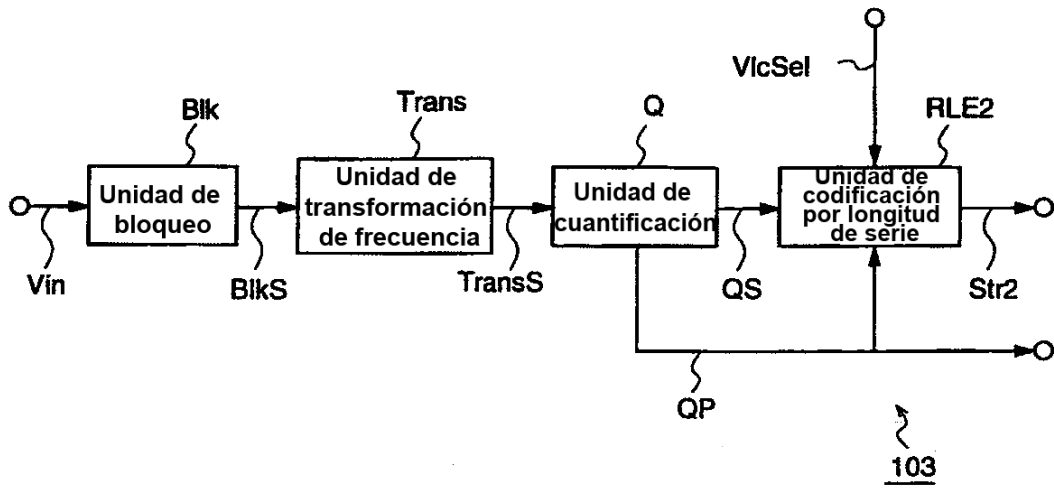 VlcSel
Blk
Trans
Q
RLE2
Unidad de
bloqueo
Unidad de
transformación
de frecuencia
Unidad de
cuantificación
Unidad de
codificación
por longitud
de serie
Vin
BlkS
TransS
QS
Str2
QP
103